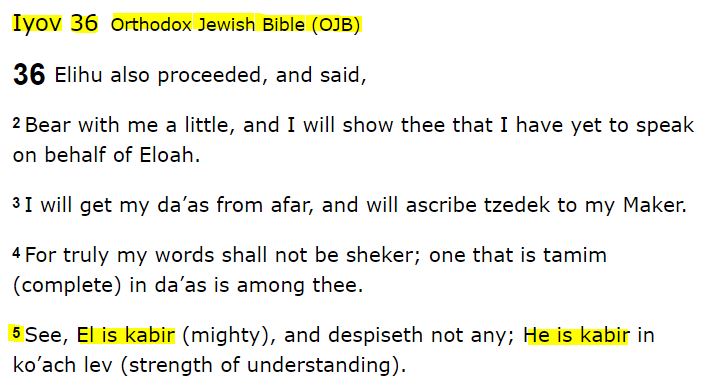 Iyov 36 Orthodox Jewish Bible (OJB)
36 Elihu also proceeded, and said,
2 Bear with me a little, and I will show thee that I have yet to speak
on behalf of Eloah.
3 I will get my da’as from afar, and will ascribe tzedek to my Maker.
4 For truly my words shall not be sheker; one that is tamim
(complete) in da’as is among thee.
5 See, El is kabir (mighty), and despiseth not any; He is kabir in
ko’ach lev (strength of understanding).